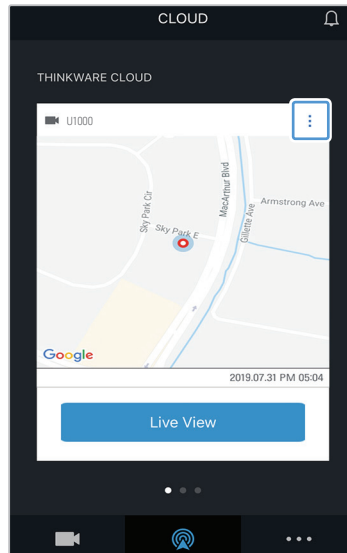 CLOUD
THINKWARE CLOUD
U1000
Sky Park Cir
Sky Park E
MacArthur Blvd
Gillette Ave
Armstrong Ave
Google
2019.07.31 PM 05:04
Live View